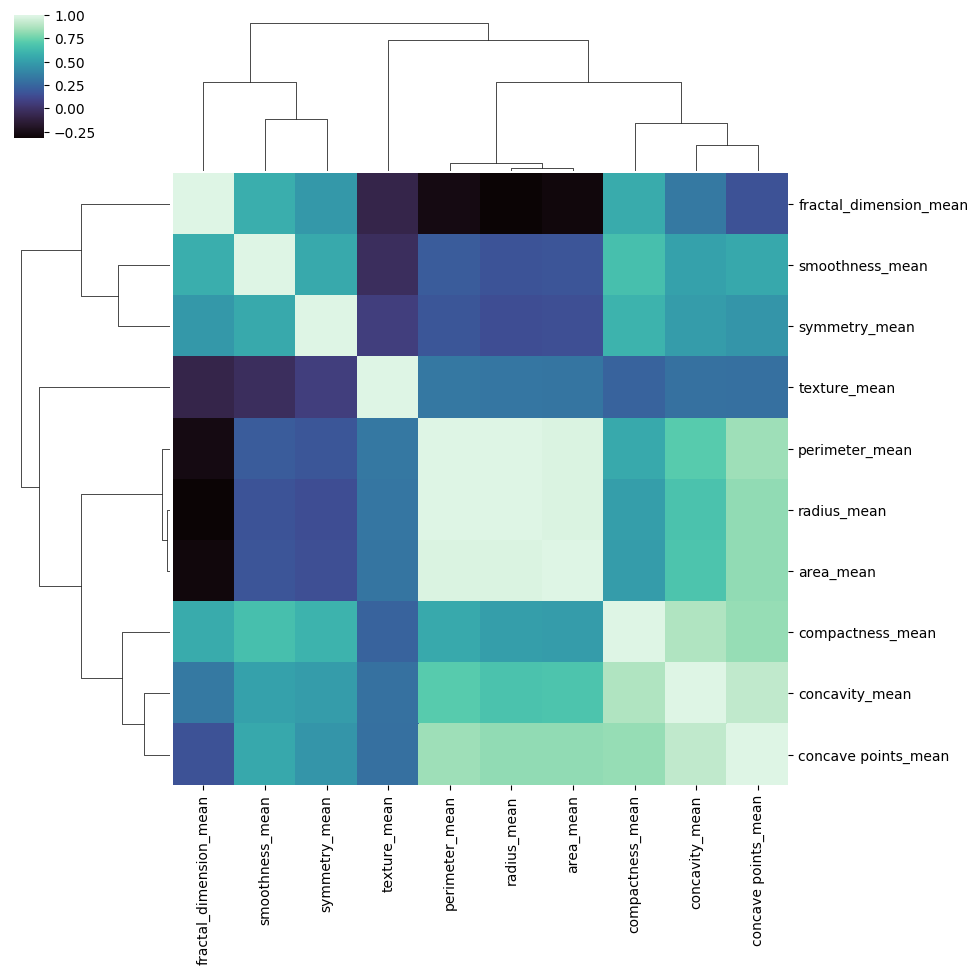 1.00
0.75
0.50
0.25
0.00
−0.25
fractal_dimension_mean
smoothness_mean
symmetry_mean
texture_mean
perimeter_mean
radius_mean
area_mean
compactness_mean
concavity_mean
concave points_mean
fractal_dimension_mean
smoothness_mean
symmetry_mean
texture_mean
perimeter_mean
radius_mean
area_mean
compactness_mean
concavity_mean
concave points_mean